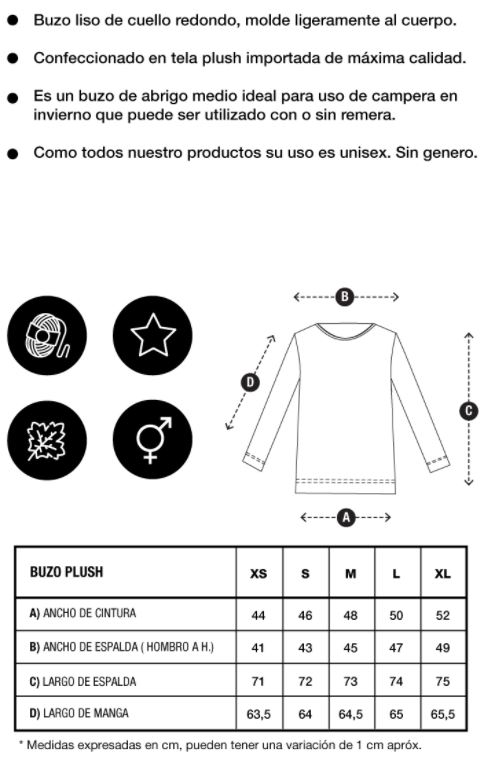 Buzo liso de cuello redondo, molde ligeramente al cuerpo.
Confeccionado en tela plush importada de máxima calidad.
Es un buzo de abrigo medio ideal para uso de campera en
invierno que puede ser utilizado con o sin remera.
Como todos nuestro productos su uso es unisex. Sin genero.
B
D
C
A
BUZO PLUSH XS S M L XL
A) ANCHO DE CINTURA 44 46 48 50 52
B) ANCHO DE ESPALDA ( HOMBRO A H.) 41 43 45 47 49
C) LARGO DE ESPALDA 71 72 73 74 75
D) LARGO DE MANGA 63,5 64 64,5 65 65,5
* Medidas expresadas en cm, pueden tener una variación de 1 cm apróx.